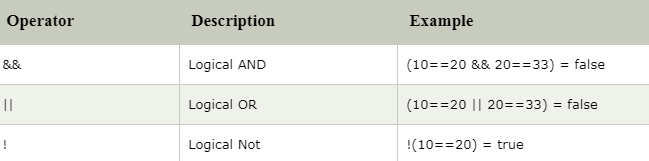 Operator Description Example
&& Logical AND (10==20 && 20==33) = false
|| Logical OR (10==20 || 20==33) = false
! Logical Not !(10==20) = true